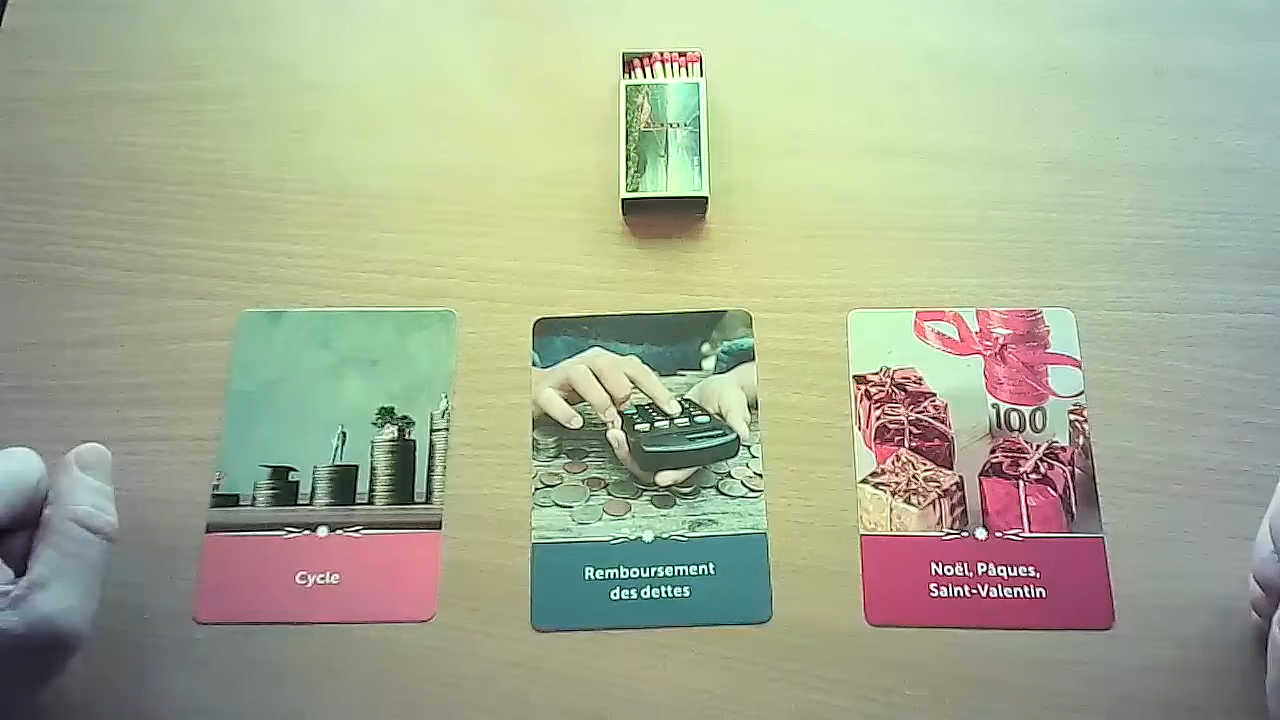 Cycle
Remboursement
des dettes
100
Noël, Pâques,
Saint-Valentin